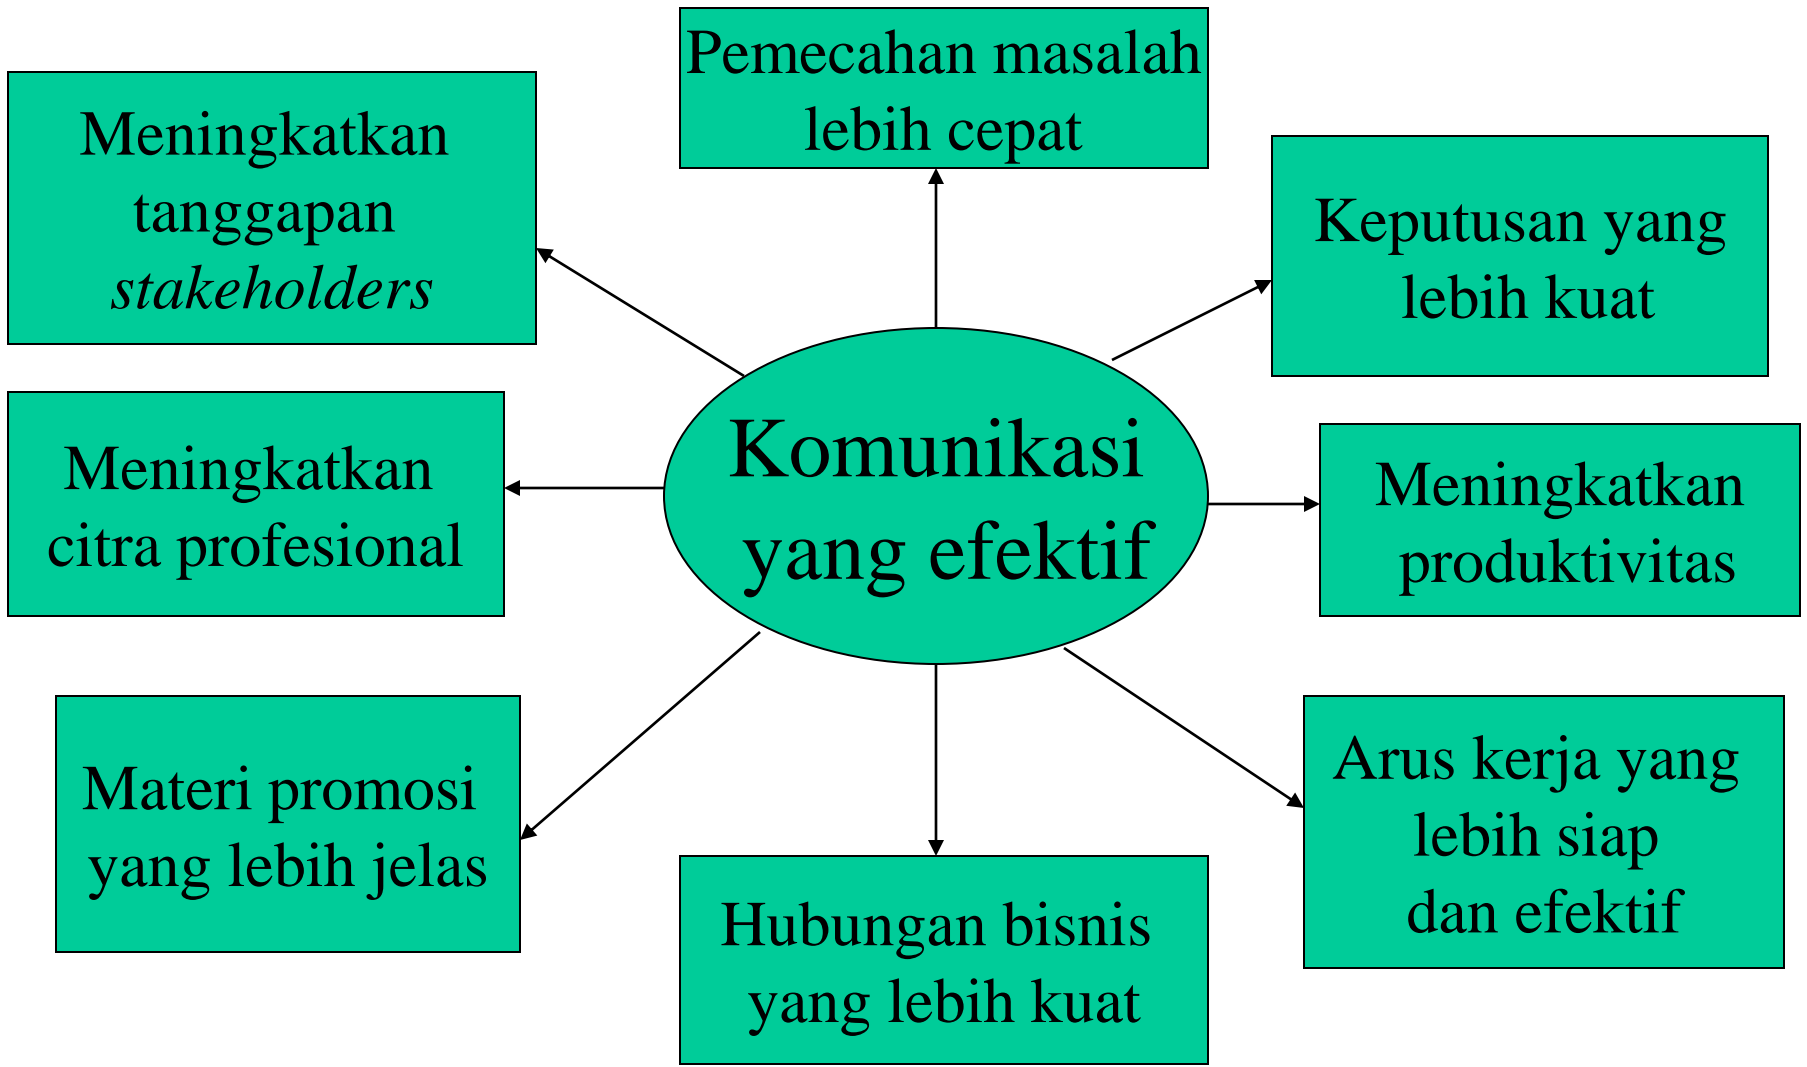 Pemecahan masalah
lebih cepat
Meningkatkan
tanggapan
stakeholders
Keputusan yang
lebih kuat
Komunikasi
yang efektif
Meningkatkan
citra profesional
Meningkatkan
produktivitas
Materi promosi
yang lebih jelas
Arus kerja yang
lebih siap
dan efektif
Hubungan bisnis
yang lebih kuat